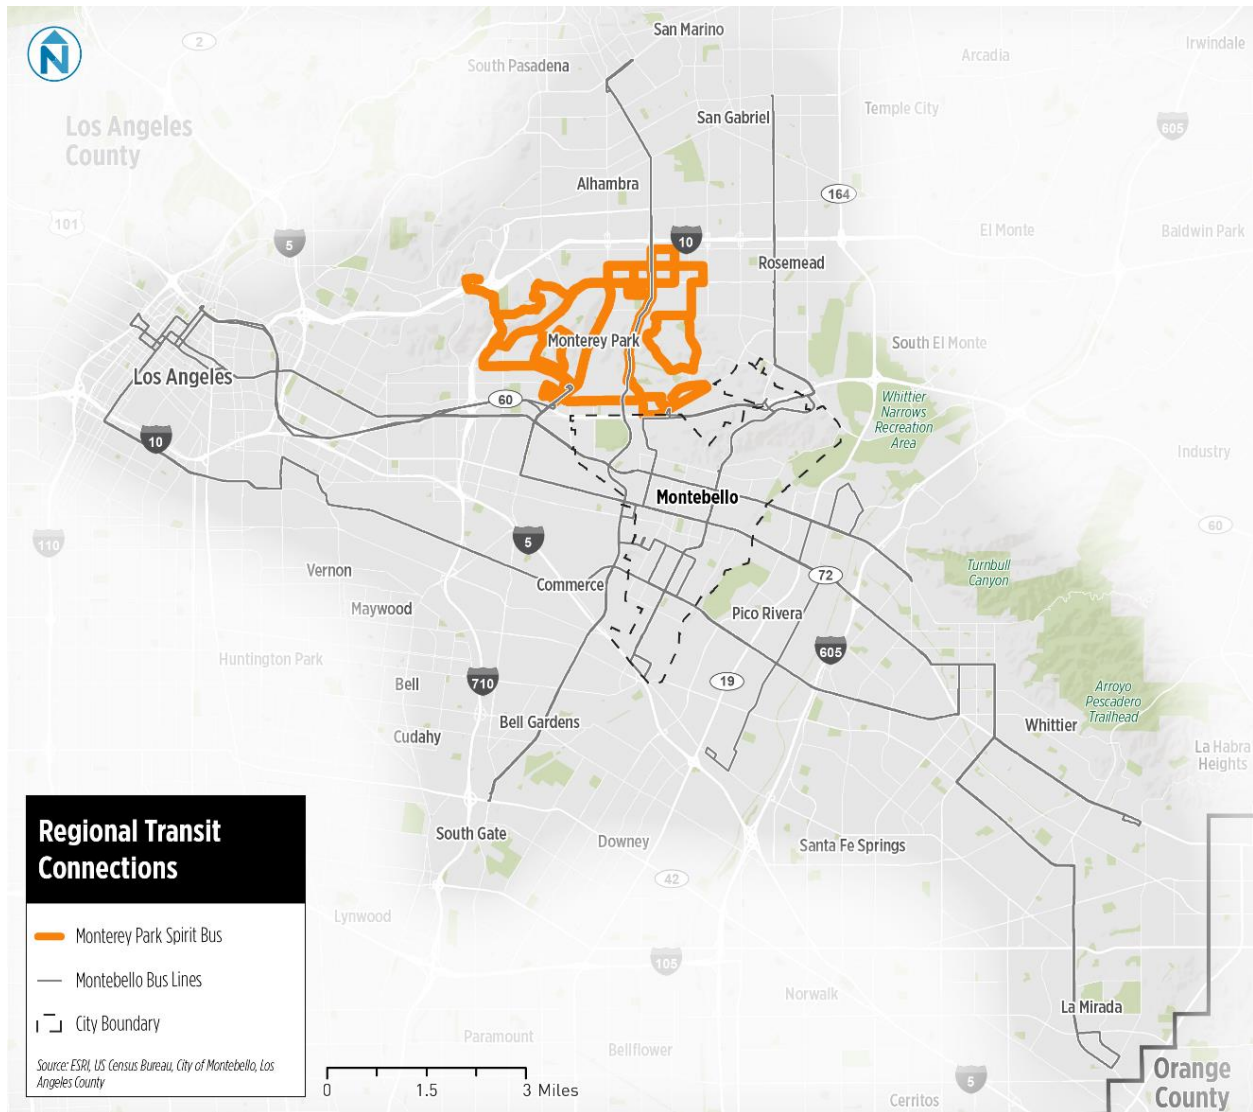 San Marino
N
2
South Pasadena
Arcadia
Irwindale
Los Angeles
County
San Gabriel
Temple City
605
Alhambra
164
101
5
10
El Monte
Baldwin Park
Rosemead
Monterey Park
South El Monte
Los Angeles
60
Whittier
Narrows
Recreation
Area
10
Industry
Montebello
60
110
5
Vernon
Commerce
72
Turnbull
Canyon
Maywood
Pico Rivera
Huntington Park
605
Bell
710
19
Arroyo
Pescadero
Trailhead
Bell Gardens
Whittier
Cudahy
La Habra
Heights
Regional Transit
Connections
South Gate
Downey
Santa Fe Springs
42
Monterey Park Spirit Bus
Lynwood
105
Montebello Bus Lines
Norwalk
La Mirada
City Boundary
Paramount
Bellflower
Source: ESRI, US Census Bureau, City of Montebello, Los
Angeles County
0 1.5 3 Miles
5
Orange
County
Cerritos